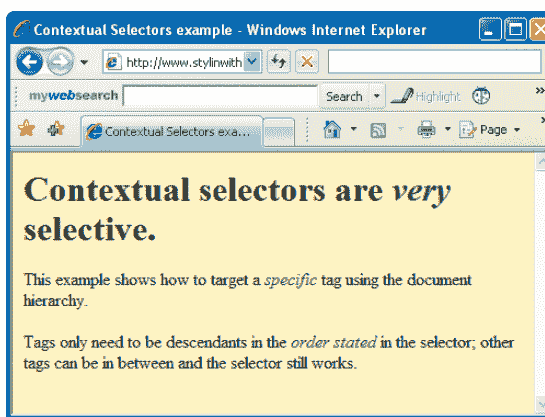 Contextual Selectors example - Windows Internet Explorer
http://www.stylinwith
mywebsearch Search Highlight »
Contextual Selectors exa... Page »
Contextual selectors are very
selective.
This example shows how to target a specific tag using the document
hierarchy.
Tags only need to be descendants in the order stated in the selector; other
tags can be in between and the selector still works.